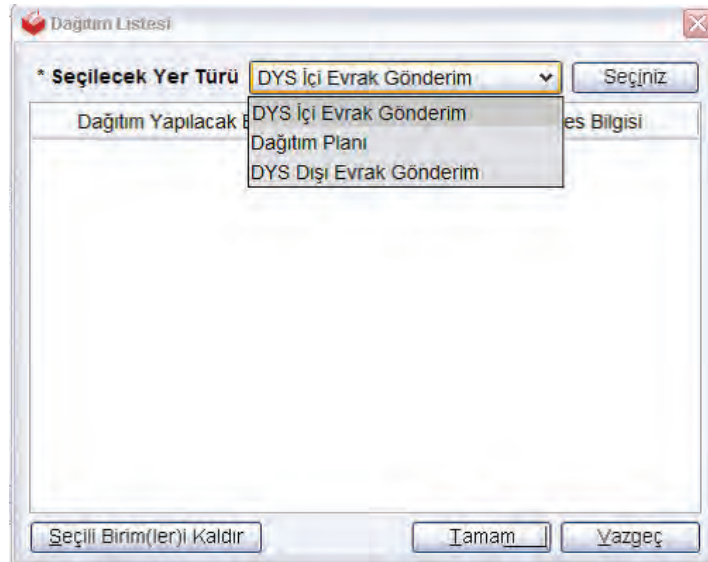 Dağıtım Listesi
* Seçilecek Yer Türü DYS İçi Evrak Gönderim Seçiniz
Dağıtım Yapılacak es Bilgisi
DYS İçi Evrak Gönderim
Dağıtım Planı
DYS Dışı Evrak Gönderim
Seçili Birim(ler)i Kaldır Tamam Vazgeç